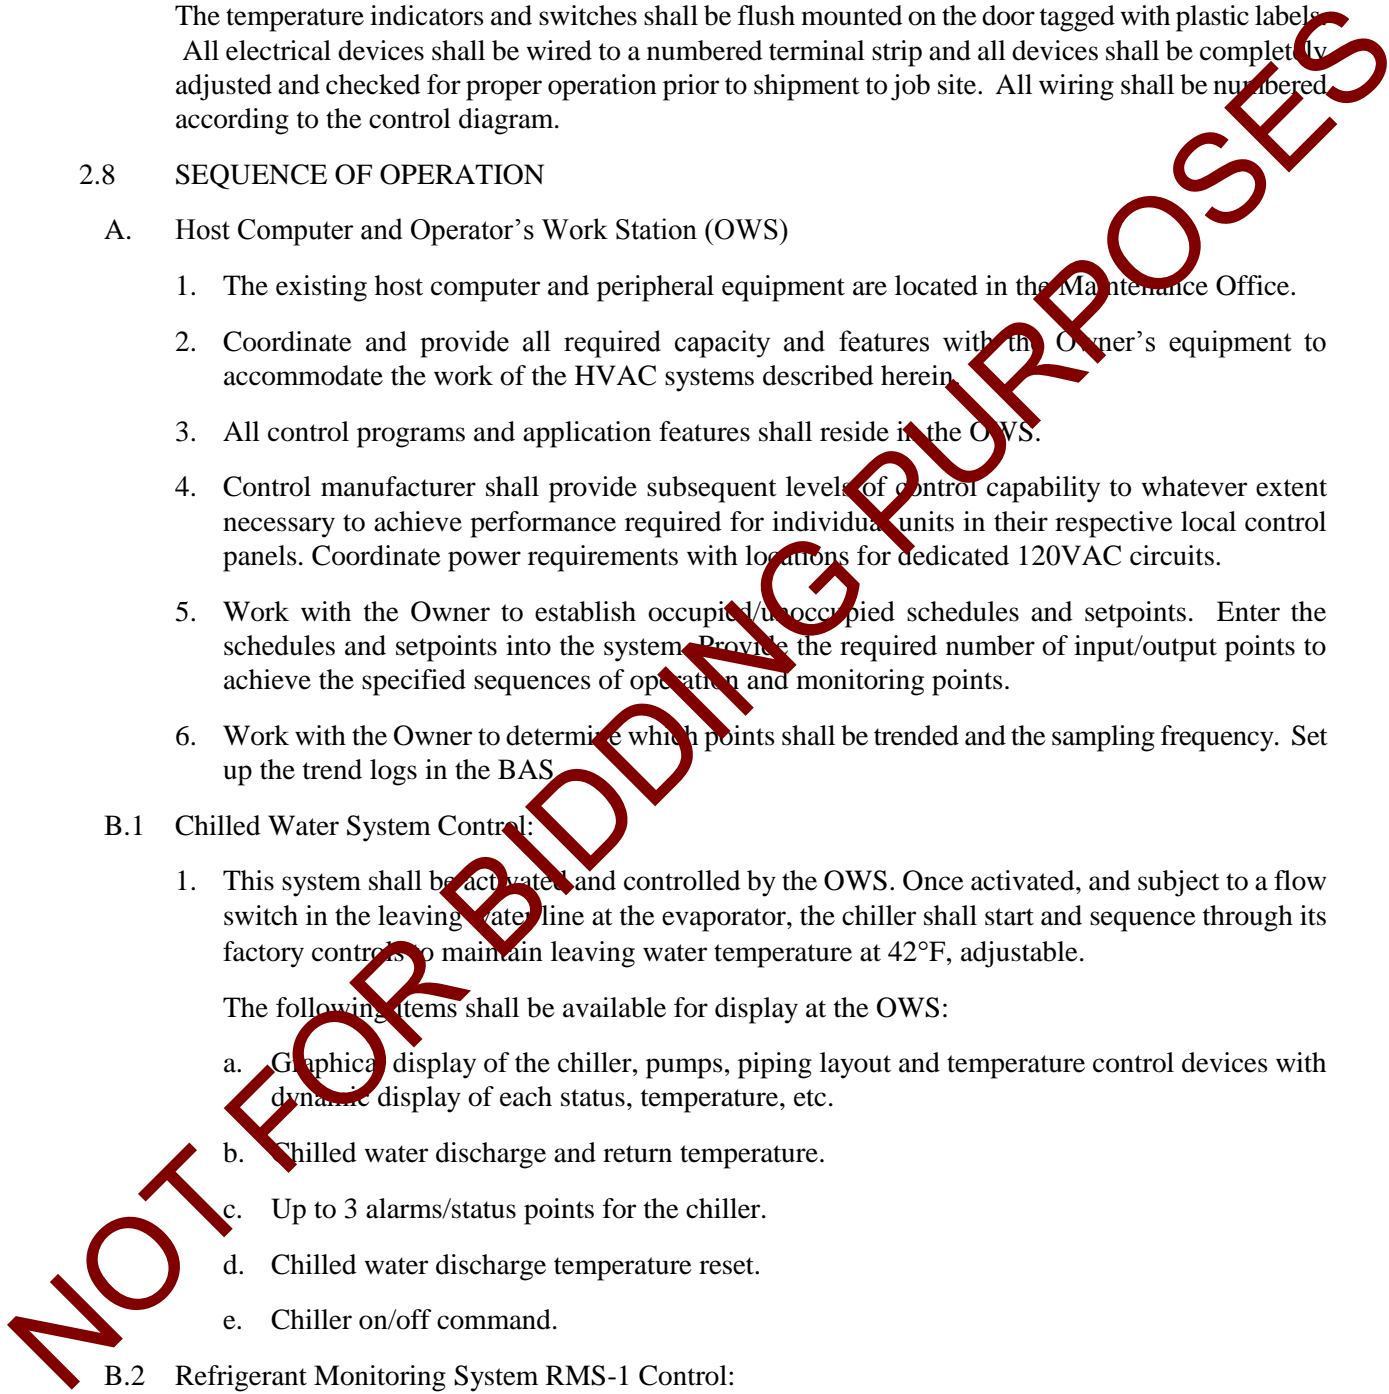 The temperature indicators and switches shall be flush mounted on the door tagged with plastic labels.
All electrical devices shall be wired to a numbered terminal strip and all devices shall be completely
adjusted and checked for proper operation prior to shipment to job site. All wiring shall be numbered
according to the control diagram.
2.8 SEQUENCE OF OPERATION
A. Host Computer and Operator’s Work Station (OWS)
1. The existing host computer and peripheral equipment are located in the Maintenance Office.
2. Coordinate and provide all required capacity and features with the Owner’s equipment to
accommodate the work of the HVAC systems described herein.
3. All control programs and application features shall reside in the OWS.
4. Control manufacturer shall provide subsequent levels of control capability to whatever extent
necessary to achieve performance required for individual units in their respective local control
panels. Coordinate power requirements with locations for dedicated 120VAC circuits.
5. Work with the Owner to establish occupied/unoccupied schedules and setpoints. Enter the
schedules and setpoints into the system. Provide the required number of input/output points to
achieve the specified sequences of operation and monitoring points.
6. Work with the Owner to determine which points shall be trended and the sampling frequency. Set
up the trend logs in the BAS.
B.1 Chilled Water System Control:
1. This system shall be activated and controlled by the OWS. Once activated, and subject to a flow
switch in the leaving water line at the evaporator, the chiller shall start and sequence through its
factory controls to maintain leaving water temperature at 42°F, adjustable.
The following items shall be available for display at the OWS:
a. Graphical display of the chiller, pumps, piping layout and temperature control devices with
dynamic display of each status, temperature, etc.
b. Chilled water discharge and return temperature.
c. Up to 3 alarms/status points for the chiller.
d. Chilled water discharge temperature reset.
e. Chiller on/off command.
B.2 Refrigerant Monitoring System RMS-1 Control:
NOT FOR BIDDING PURPOSES